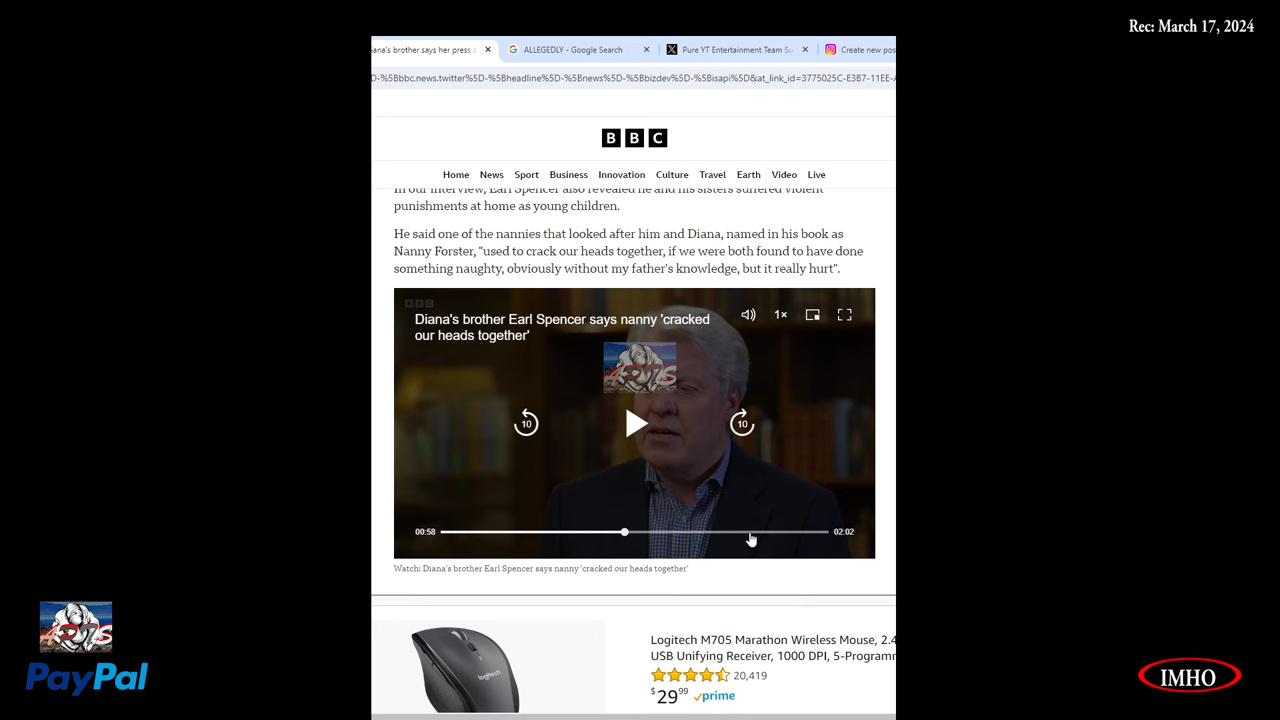 Rec: March 17, 2024
iana's brother says her press
ALLEGEDLY - Google Search
Pure YT Entertainment Team Su
Create new pos
D-%5Bbbc.news.twitter%5D-%5Bheadline%5D-%5Bnews%5D-%5Bbizdev%5D-%5Bisapi%5D&at_link_id=3775025C-E3B7-11EE-A
BBC
Home News Sport Business Innovation Culture Travel Earth Video Live
In our interview, Earl Spencer also revealed he and his sisters suffered violent
punishments at home as young children.
He said one of the nannies that looked after him and Diana, named in his book as
Nanny Forster, "used to crack our heads together, if we were both found to have done
something naughty, obviously without my father's knowledge, but it really hurt".
BBC
Diana's brother Earl Spencer says nanny 'cracked
our heads together'
1×
10
10
00:58
02:02
Watch: Diana's brother Earl Spencer says nanny 'cracked our heads together'
Logitech M705 Marathon Wireless Mouse, 2.4
USB Unifying Receiver, 1000 DPI, 5-Programm
20,419
$29.99
prime
logitech
PayPal
IMHO